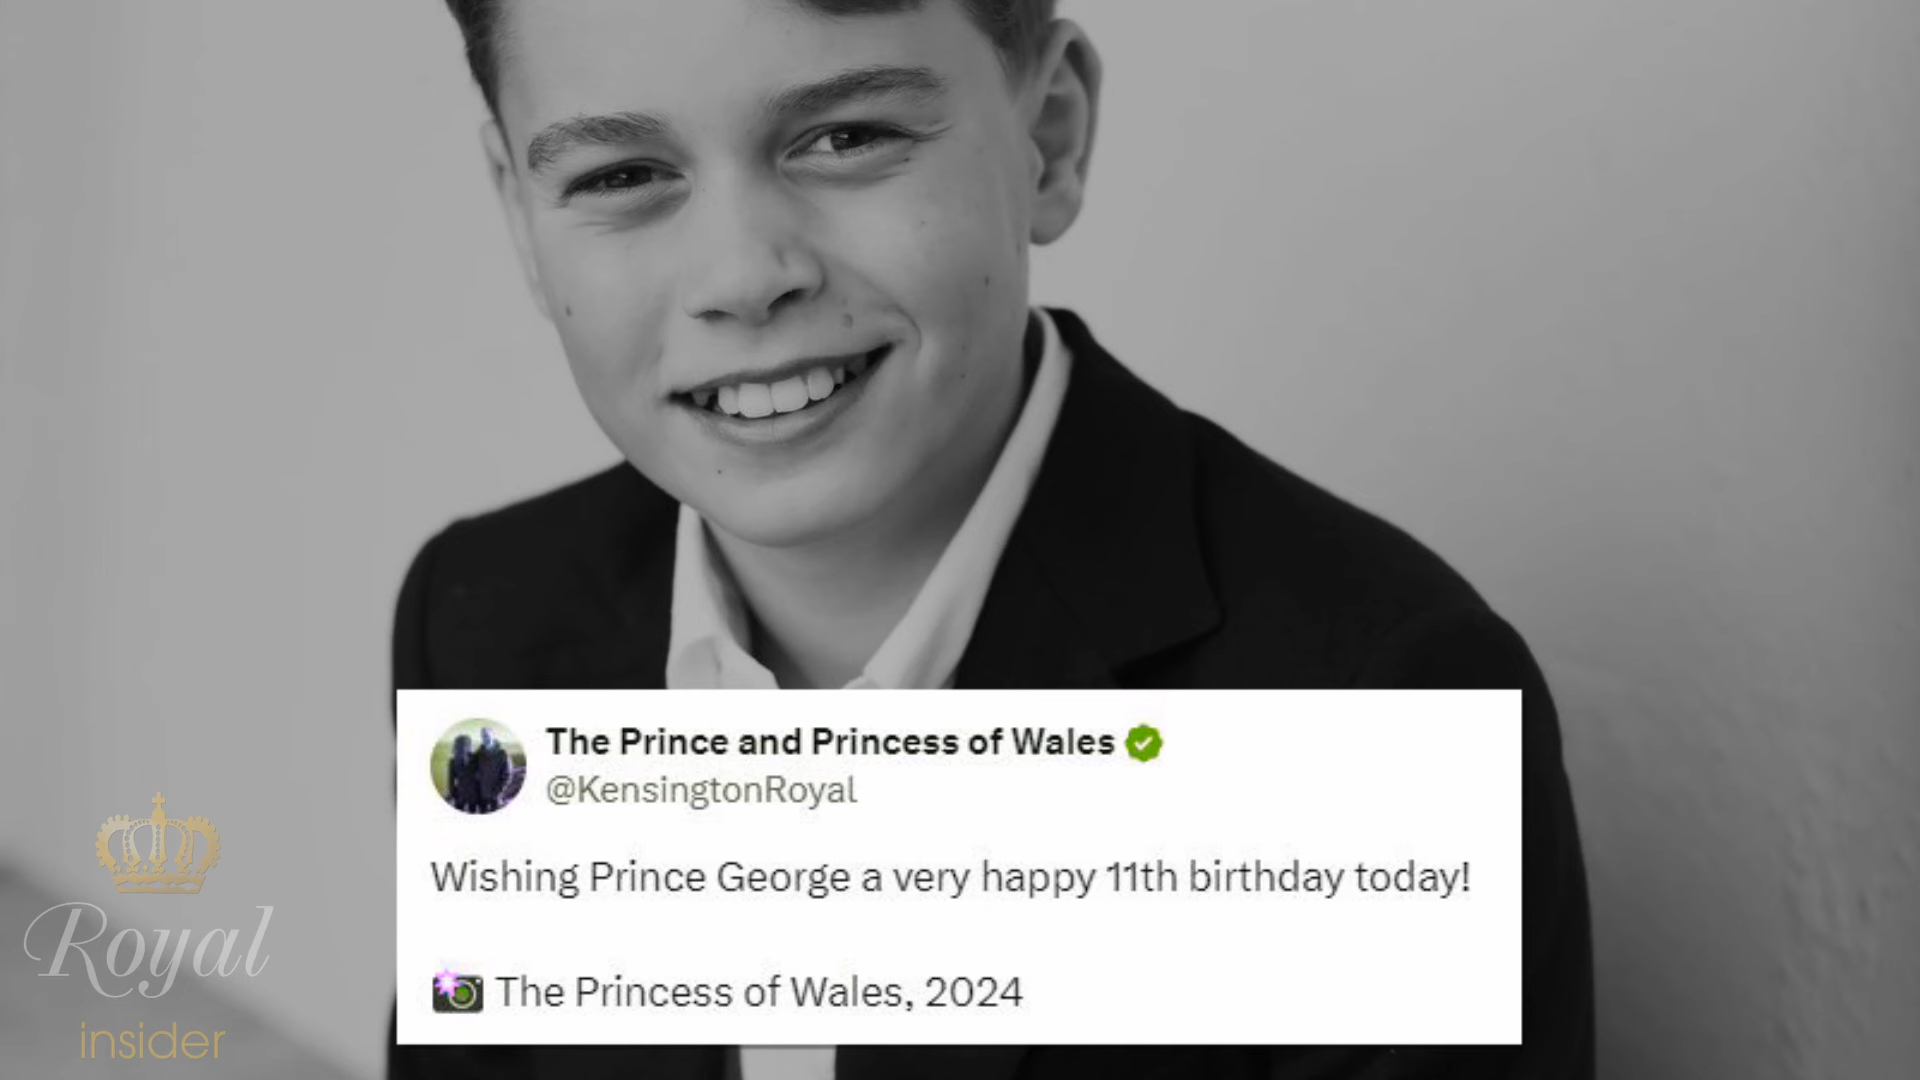 The Prince and Princess of Wales
@KensingtonRoyal
Wishing Prince George a very happy 11th birthday today!
The Princess of Wales, 2024
Royal
insider